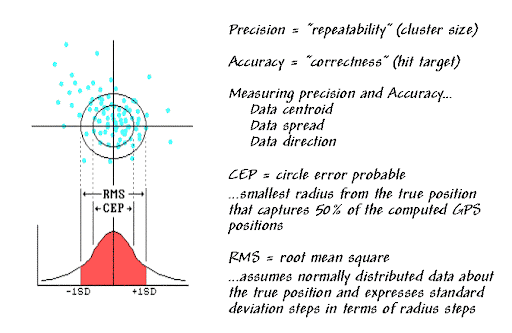 Precision = "repeatability" (cluster size)
Accuracy = "correctness" (hit target)
Measuring precision and Accuracy...
Data centroid
Data spread
Data direction
CEP = circle error probable
...smallest radius from the true position
that captures 50% of the computed GPS
positions
RMS = root mean square
...assumes normally distributed data about
the true position and expresses standard
deviation steps in terms of radius steps
RMS
CEP
-1SD +1SD